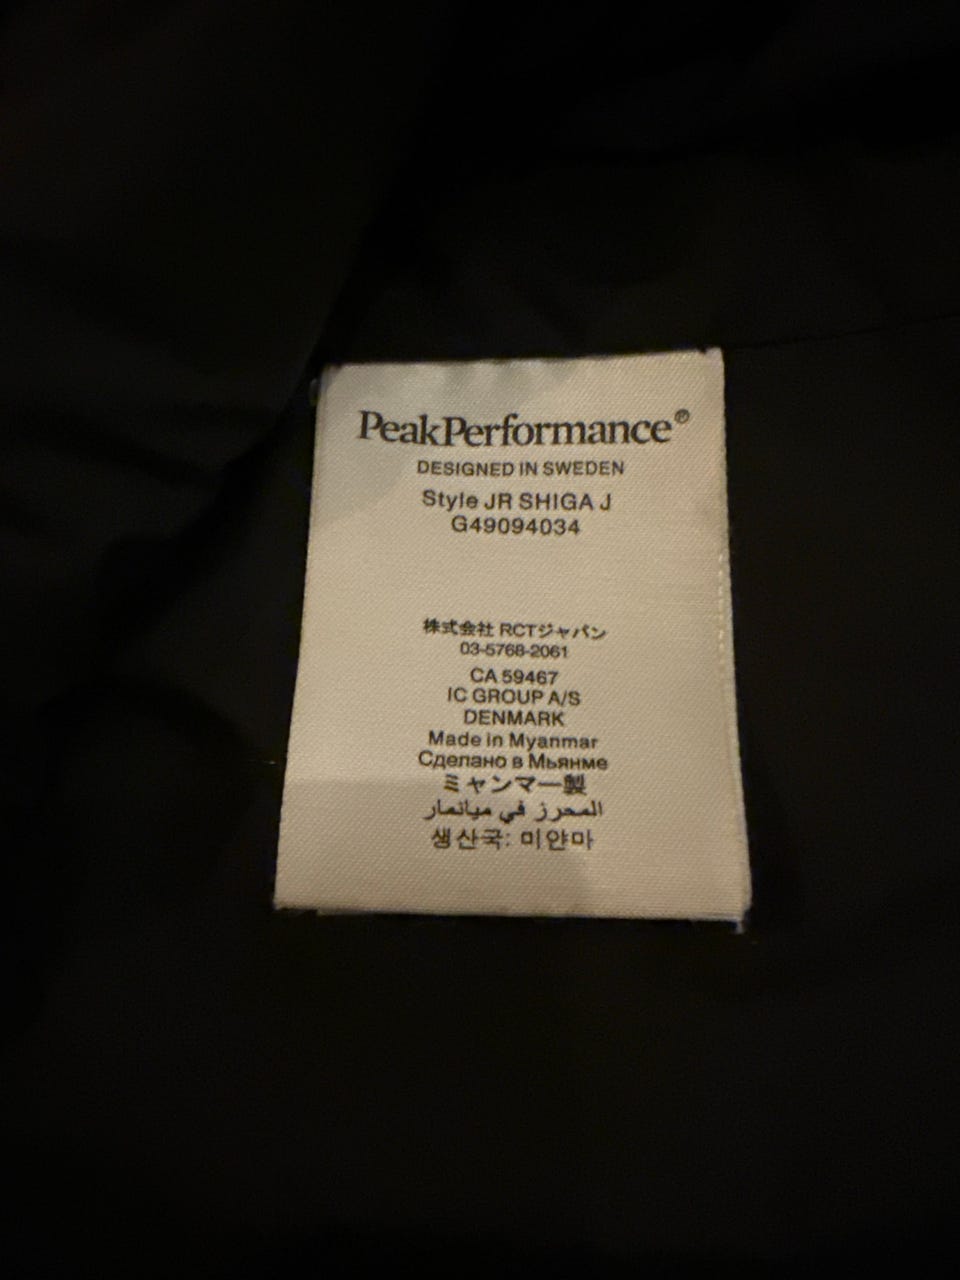 PeakPerformance®
DESIGNED IN SWEDEN
Style JR SHIGA J
G49094034
株式会社 RCTジャパン
03-5768-2061
CA 59467
IC GROUP A/S
DENMARK
Made in Myanmar
Сделано в Мьянме
ミャンマー製
المحرز في ميانمار
생산국: 미얀마